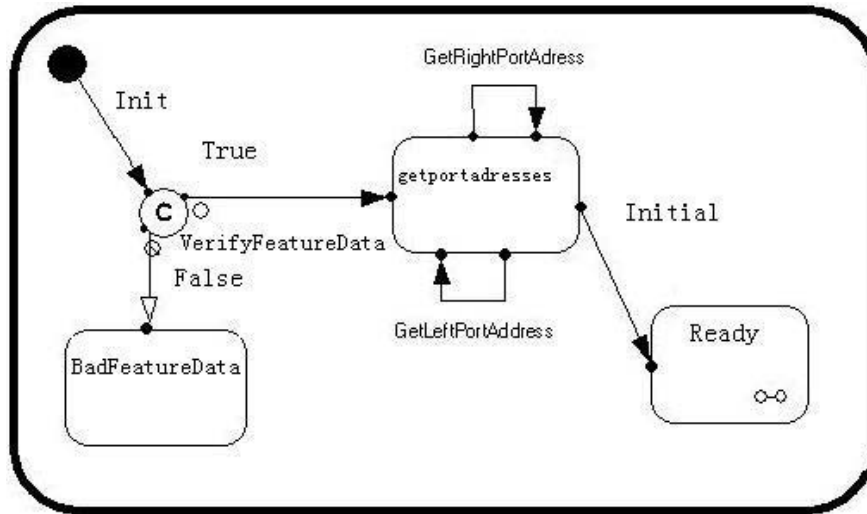 GetRightPortAdress
Init
True
getportadresses
C
Initial
VerifyFeatureData
False
GetLeftPortAddress
Ready
BadFeatureData